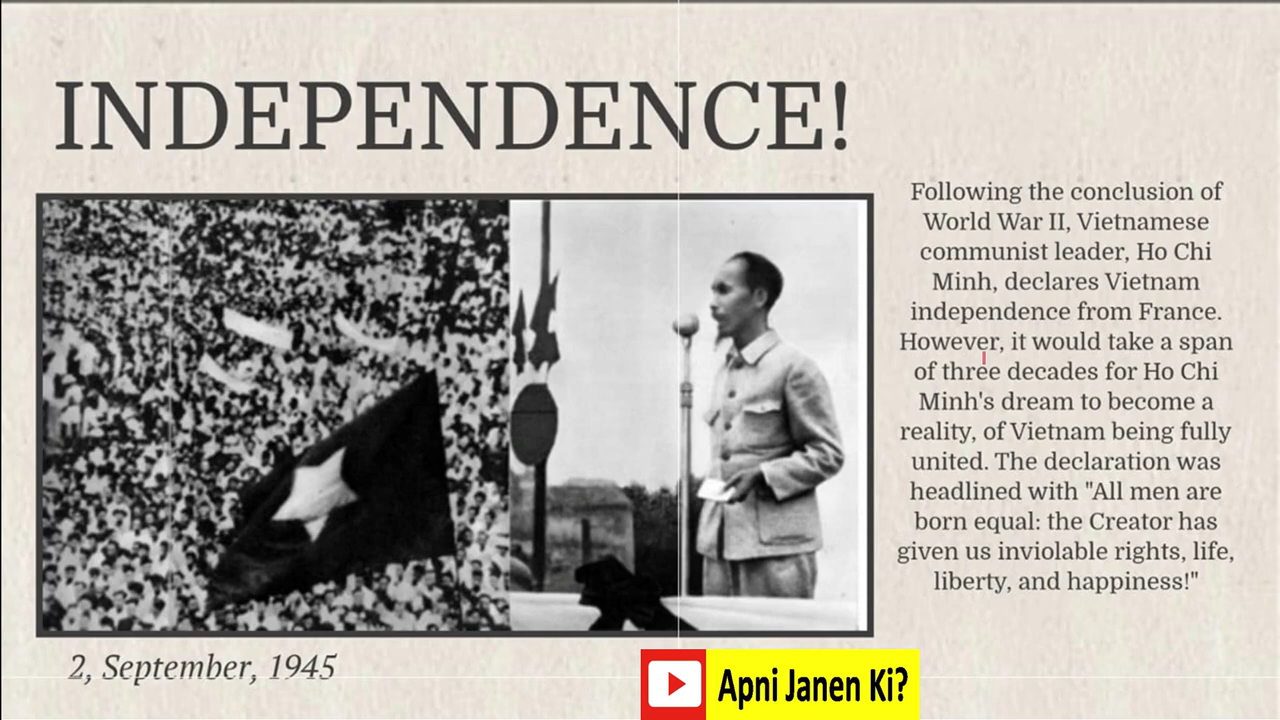 INDEPENDENCE!
Following the conclusion of
World War II, Vietnamese
communist leader, Ho Chi
Minh, declares Vietnam
independence from France.
However, it would take a span
of three decades for Ho Chi
Minh's dream to become a
reality, of Vietnam being fully
united. The declaration was
headlined with "All men are
born equal: the Creator has
given us inviolable rights, life,
liberty, and happiness!"
2, September, 1945
Apni Janen Ki?